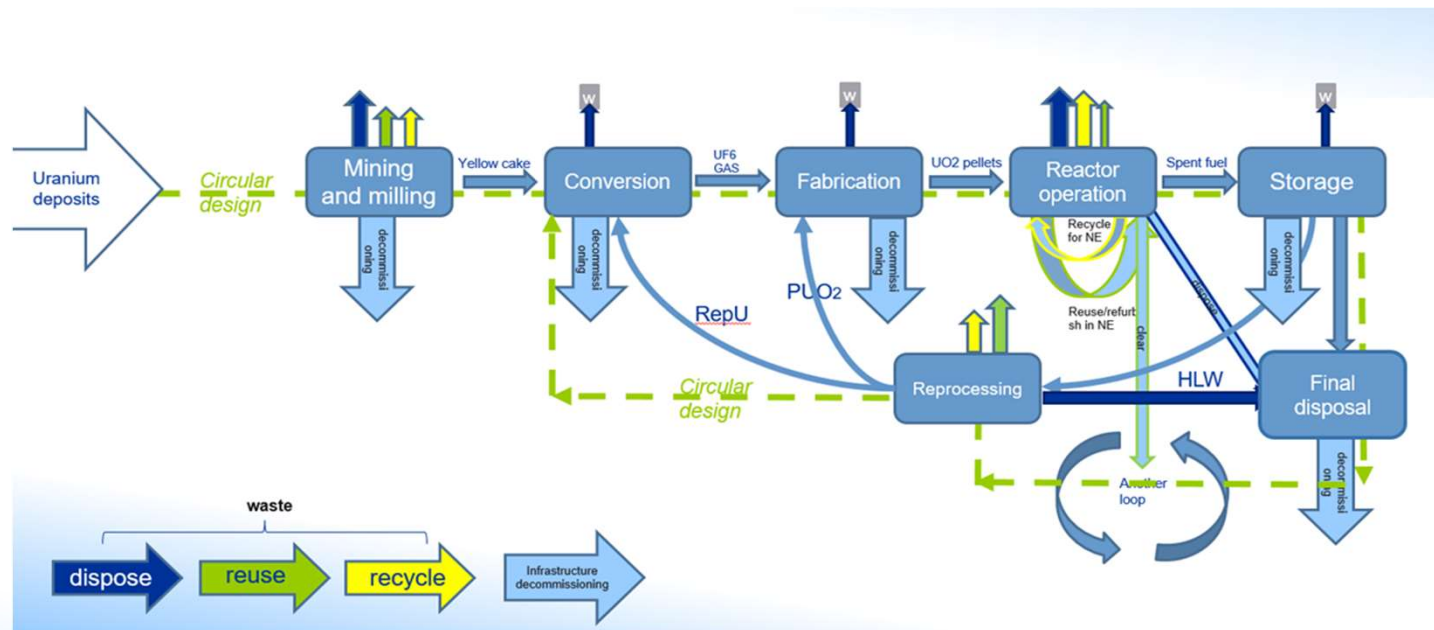 W
W
W
Uranium
deposits
Circular
design
Mining
and milling
Yellow cake
Conversion
UF6
GAS
Fabrication
UO2 pellets
Reactor
operation
Spent fuel
Storage
decommissi
oning
decommissi
oning
decommissi
oning
Recycle
for NE
decommissi
oning
Reuse/refurb
sh in NE
dispose
clear
RepU
PUO2
Circular
design
Reprocessing
HLW
Final
disposal
decommissi
oning
Another
loop
waste
dispose
reuse
recycle
Infrastructure
decommissioning